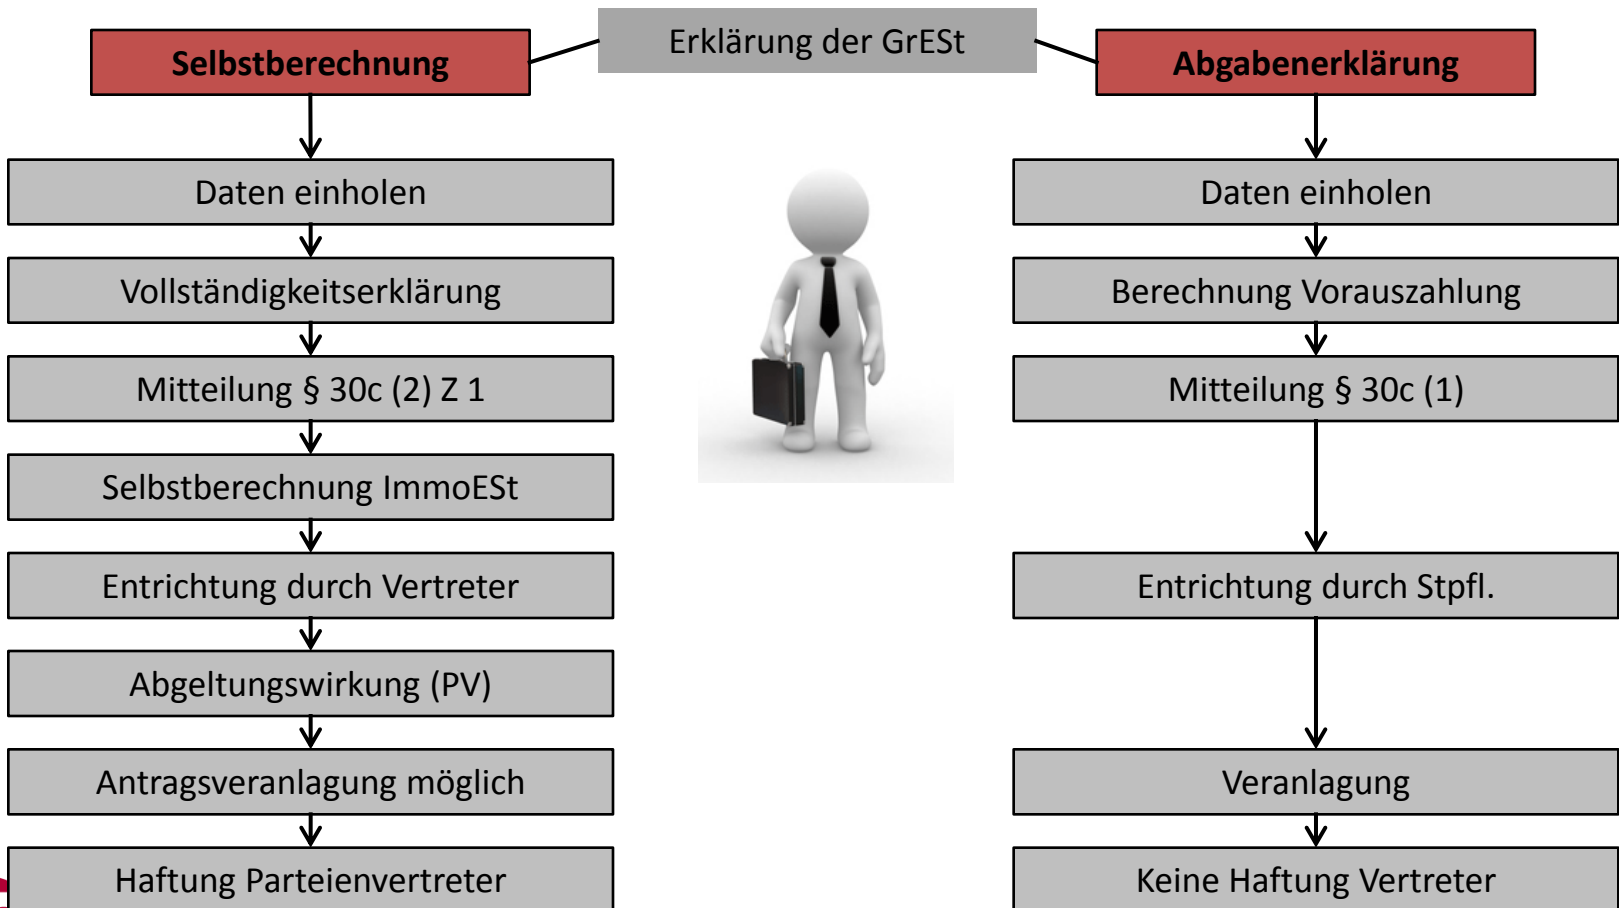 Erklärung der GrESt
Selbstberechnung
Daten einholen
Vollständigkeitserklärung
Mitteilung § 30c (2) Z 1
Selbstberechnung ImmoESt
Entrichtung durch Vertreter
Abgeltungswirkung (PV)
Antragsveranlagung möglich
Haftung Parteienvertreter
Abgabenerklärung
Daten einholen
Berechnung Vorauszahlung
Mitteilung § 30c (1)
Entrichtung durch Stpfl.
Veranlagung
Keine Haftung Vertreter